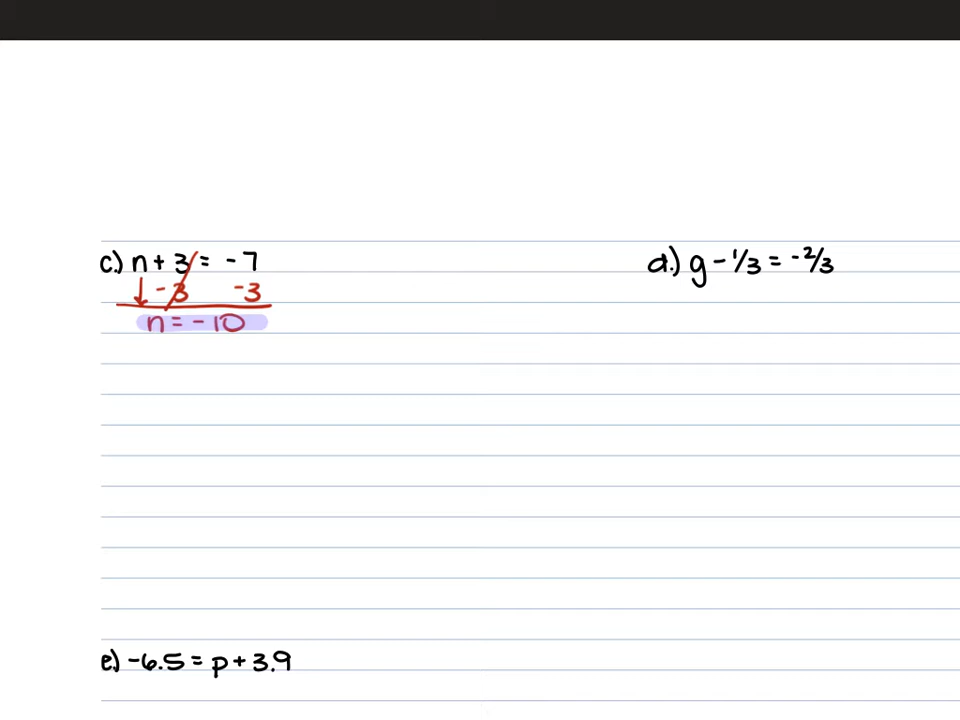 c.) n + 3 = -7
-3 -3
n = -10
d.) g - 1/3 = -2/3
e.) -6.5 = p + 3.9